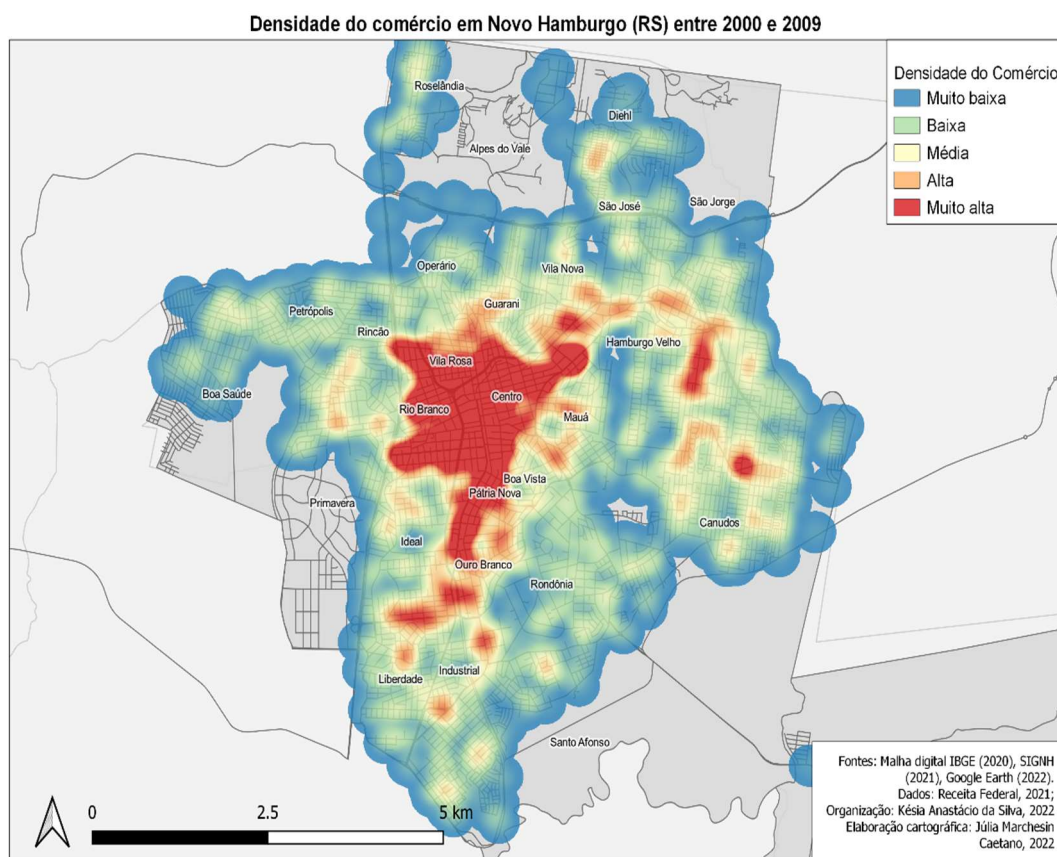 Densidade do comércio em Novo Hamburgo (RS) entre 2000 e 2009
Densidade do Comércio
Muito baixa
Baixa
Média
Alta
Muito alta
Roselândia
Diehl
Alpes do Vale
São José
São Jorge
Operário
Vila Nova
Guarani
Petrópolis
Rincão
Hamburgo Velho
Vila Rosa
Boa Saúde
Centro
Rio Branco
Mauá
Boa Vista
Pátria Nova
Primavera
Canudos
Ideal
Ouro Branco
Rondônia
Industrial
Liberdade
Santo Afonso
0 2.5 5 km
Fontes: Malha digital IBGE (2020), SIGNH
(2021), Google Earth (2022).
Dados: Receita Federal, 2021;
Organização: Késia Anastácio da Silva, 2022
Elaboração cartográfica: Júlia Marchesin
Caetano, 2022